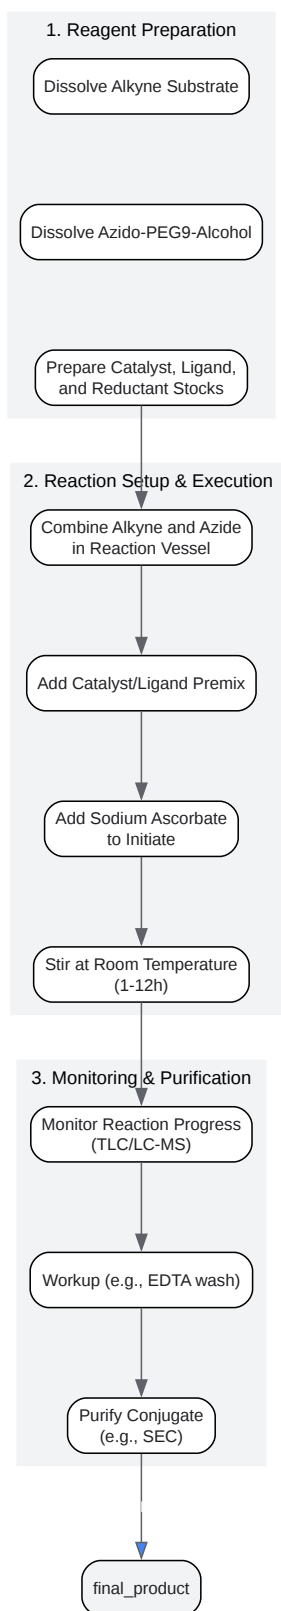 1. Reagent Preparation
Dissolve Alkyne Substrate
Dissolve Azido-PEG9-Alcohol
Prepare Catalyst, Ligand,
and Reductant Stocks
2. Reaction Setup & Execution
Combine Alkyne and Azide
in Reaction Vessel
Add Catalyst/Ligand Premix
Add Sodium Ascorbate
to Initiate
Stir at Room Temperature
(1-12h)
3. Monitoring & Purification
Monitor Reaction Progress
(TLC/LC-MS)
Workup (e.g., EDTA wash)
Purify Conjugate
(e.g., SEC)
final_product